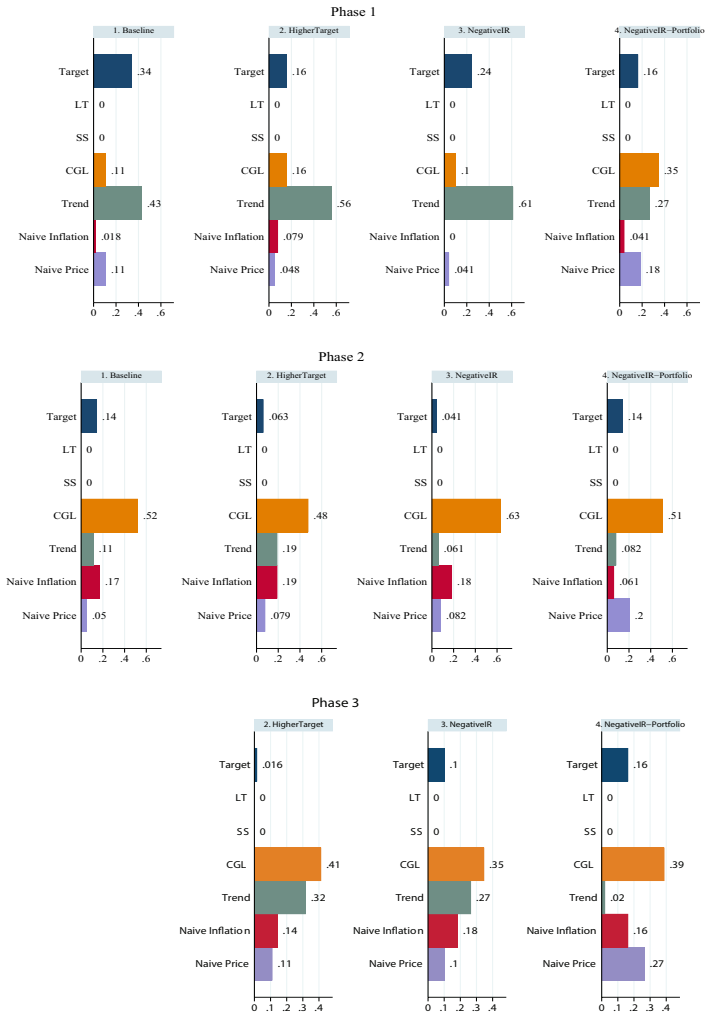 Phase 1
1. Baseline 2. HigherTarget 3. NegativeIR 4. NegativeIR−Portfolio
Target .34 Target .16 Target .24 Target .16
LT 0 LT 0 LT 0 LT 0
SS 0 SS 0 SS 0 SS 0
CGL .11 CGL .16 CGL .1 CGL .35
Trend .43 Trend .56 Trend .61 Trend .27
Naive Inflation .018 Naive Inflation .079 Naive Inflation 0 Naive Inflation .041
Naive Price .11 Naive Price .048 Naive Price .041 Naive Price .18
0 .2 .4 .6 0 .2 .4 .6 0 .2 .4 .6 0 .2 .4 .6
Phase 2
1. Baseline 2. HigherTarget 3. NegativeIR 4. NegativeIR−Portfolio
Target .14 Target .063 Target .041 Target .14
LT 0 LT 0 LT 0 LT 0
SS 0 SS 0 SS 0 SS 0
CGL .52 CGL .48 CGL .63 CGL .51
Trend .11 Trend .19 Trend .061 Trend .082
Naive Inflation .17 Naive Inflation .19 Naive Inflation .18 Naive Inflation .061
Naive Price .05 Naive Price .079 Naive Price .082 Naive Price .2
0 .2 .4 .6 0 .2 .4 .6 0 .2 .4 .6 0 .2 .4 .6
Phase 3
2. HigherTarget 3. NegativeIR 4. NegativeIR−Portfolio
Target .016 Target .1 Target .16
LT 0 LT 0 LT 0
SS 0 SS 0 SS 0
CGL .41 CGL .35 CGL .39
Trend .32 Trend .27 Trend .02
Naive Inflation .14 Naive Inflation .18 Naive Inflation .16
Naive Price .11 Naive Price .1 Naive Price .27
0 .1 .2 .3 .4 0 .1 .2 .3 .4 0 .1 .2 .3 .4